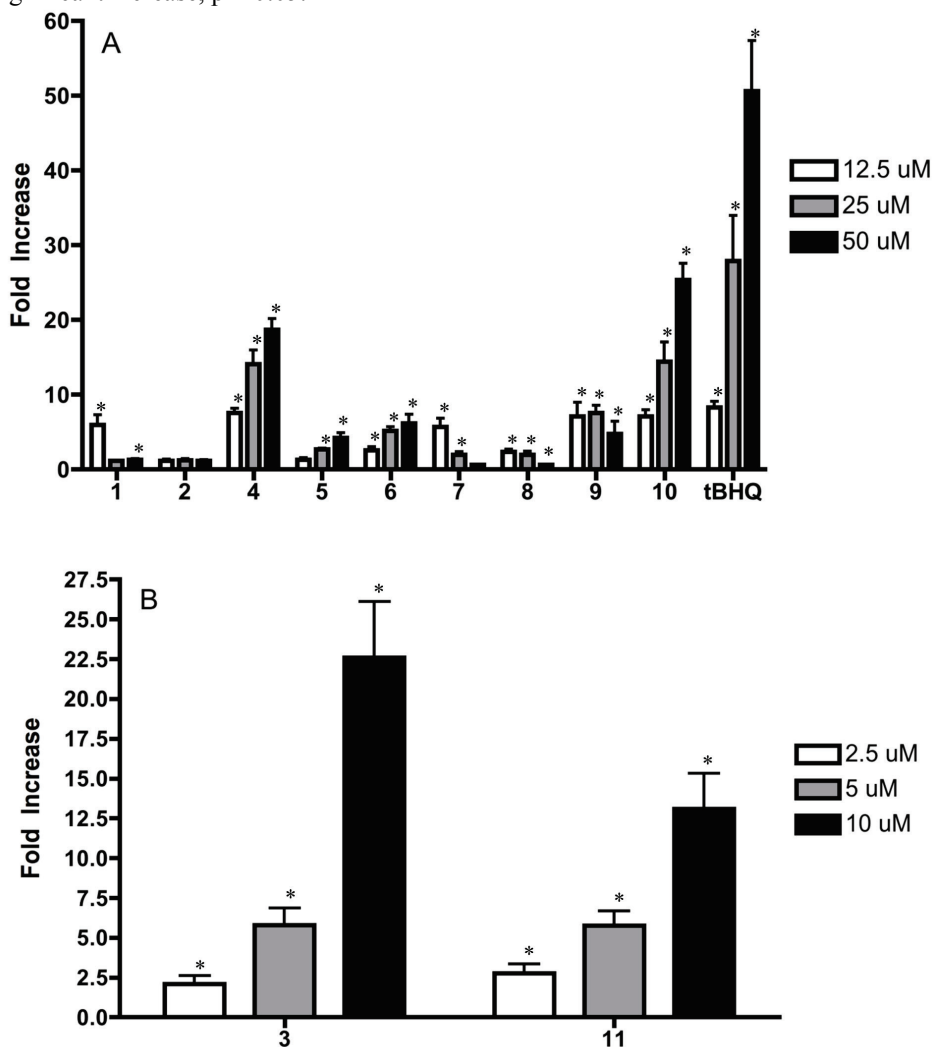 60
A
50
40
30
20
10
0
Fold Increase
* * * * * * * * * * * * * * * * * * * * * * * *
12.5 uM
25 uM
50 uM
1 2 4 5 6 7 8 9 10 tBHQ
27.5
B
25.0
22.5
20.0
17.5
15.0
12.5
10.0
7.5
5.0
2.5
0.0
Fold Increase
* * * * * *
2.5 uM
5 uM
10 uM
3 11